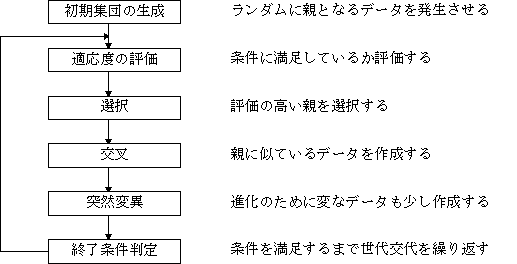 初期集団の生成 ランダムに親となるデータを発生させる
適応度の評価 条件に満足しているか評価する
選択 評価の高い親を選択する
交叉 親に似ているデータを作成する
突然変異 進化のために変なデータも少し作成する
終了条件判定 条件を満足するまで世代交代を繰り返す